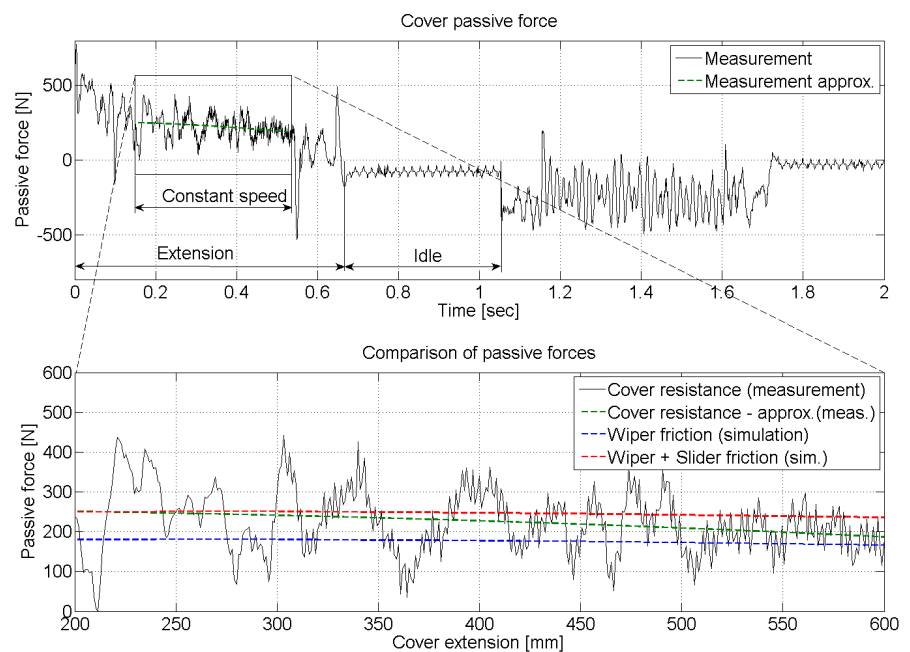 Cover passive force
Measurement
Measurement approx.
Passive force [N]
500
0
-500
Constant speed
Extension
Idle
0 0.2 0.4 0.6 0.8 1 1.2 1.4 1.6 1.8 2
Time [sec]
Comparison of passive forces
Cover resistance (measurement)
Cover resistance - approx.(meas.)
Wiper friction (simulation)
Wiper + Slider friction (sim.)
Passive force [N]
600
500
400
300
200
100
0
200 250 300 350 400 450 500 550 600
Cover extension [mm]